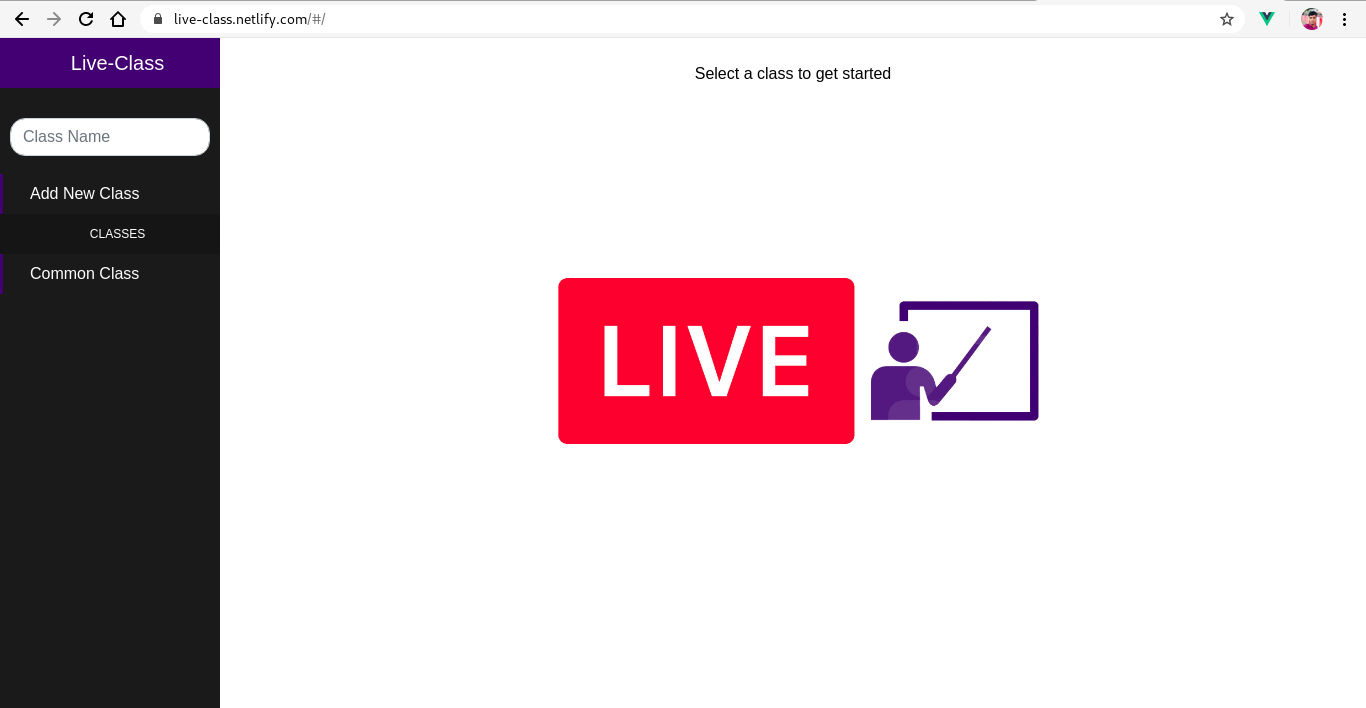 live-class.netlify.com/#/
Live-Class
Class Name
Add New Class
CLASSES
Common Class
Select a class to get started
LIVE